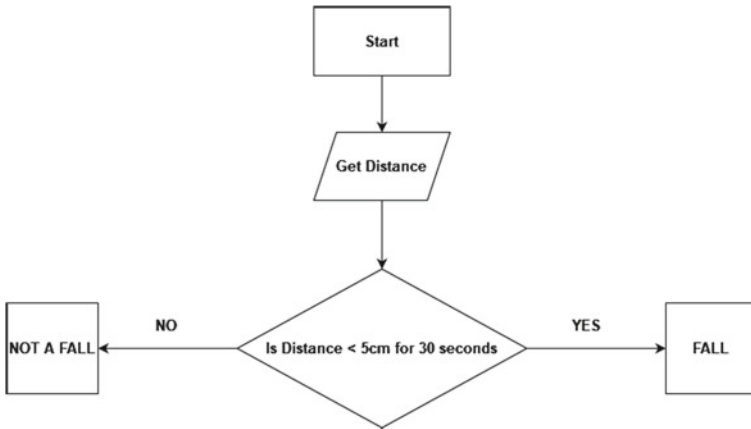 Start
Get Distance
NO
YES
NOT A FALL
Is Distance < 5cm for 30 seconds
FALL